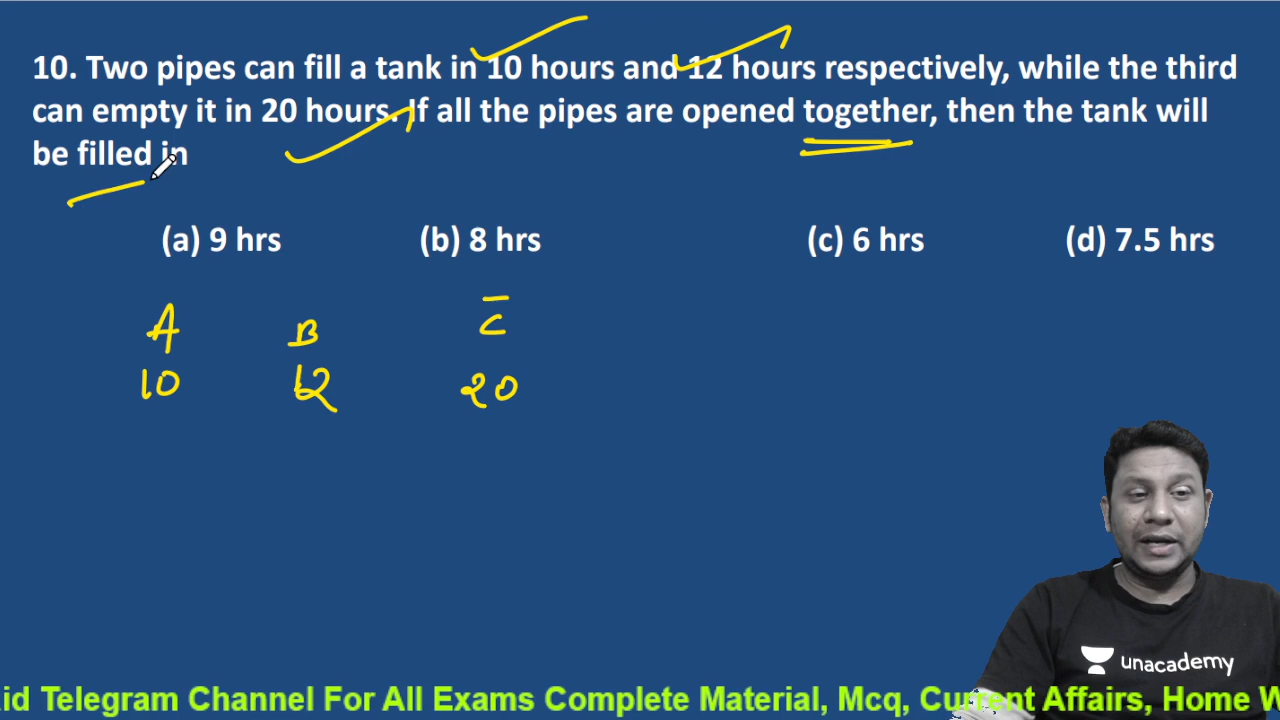 10. Two pipes can fill a tank in 10 hours and 12 hours respectively, while the third
can empty it in 20 hours. If all the pipes are opened together, then the tank will
be filled in
(a) 9 hrs (b) 8 hrs (c) 6 hrs (d) 7.5 hrs
A B C
10 12 20
unacademy
id Telegram Channel For All Exams Complete Material, Mcq, Current Affairs, Home W